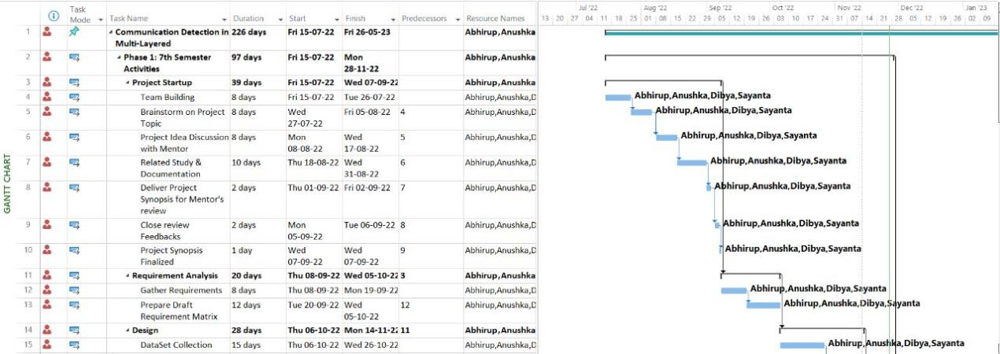 Jul '22 Aug '22 Sep '22 Oct '22 Nov '22 Dec '22 Jan '23
Task Mode Task Name Duration Start Finish Predecessors Resource Names
13 20 27 04 11 18 25 01 08 15 22 29 05 12 19 26 03 10 17 24 31 07 14 21 28 05 12 19 26 02 09
GANTT CHART
1 Communication Detection in 226 days Fri 15-07-22 Fri 26-05-23 Abhirup,Anushka
Multi-Layered
2 Phase 1: 7th Semester 97 days Fri 15-07-22 Mon Abhirup,Anushka
Activities 28-11-22
3 Project Startup 39 days Fri 15-07-22 Wed 07-09-22 Abhirup,Anushka
4 Team Building 8 days Fri 15-07-22 Tue 26-07-22 Abhirup,Anushka,D Abhirup,Anushka,Dibya,Sayanta
5 Brainstorm on Project 8 days Wed Fri 05-08-22 4 Abhirup,Anushka,D Abhirup,Anushka,Dibya,Sayanta
Topic 27-07-22
6 Project Idea Discussion 8 days Mon Wed 5 Abhirup,Anushka,D Abhirup,Anushka,Dibya,Sayanta
with Mentor 08-08-22 17-08-22
7 Related Study & 10 days Thu 18-08-22 Wed 6 Abhirup,Anushka,D Abhirup,Anushka,Dibya,Sayanta
Documentation 31-08-22
8 Deliver Project 2 days Thu 01-09-22 Fri 02-09-22 7 Abhirup,Anushka,D Abhirup,Anushka,Dibya,Sayanta
Synopsis for Mentor's
review
9 Close review 2 days Mon Tue 06-09-22 8 Abhirup,Anushka,D Abhirup,Anushka,Dibya,Sayanta
Feedbacks 05-09-22
10 Project Synopsis 1 day Wed Wed 9 Abhirup,Anushka,D Abhirup,Anushka,Dibya,Sayanta
Finalized 07-09-22 07-09-22
11 Requirement Analysis 20 days Thu 08-09-22 Wed 05-10-22 3 Abhirup,Anushka
12 Gather Requirements 8 days Thu 08-09-22 Mon 19-09-22 Abhirup,Anushka,D Abhirup,Anushka,Dibya,Sayanta
13 Prepare Draft 12 days Tue 20-09-22 Wed 12 Abhirup,Anushka,D Abhirup,Anushka,Dibya,Sayanta
Requirement Matrix 05-10-22
14 Design 28 days Thu 06-10-22 Mon 14-11-22 11 Abhirup,Anushka
15 DataSet Collection 15 days Thu 06-10-22 Wed 26-10-22 Abhirup,Anushka,D Abhirup,Anushka,Dibya,Sayanta